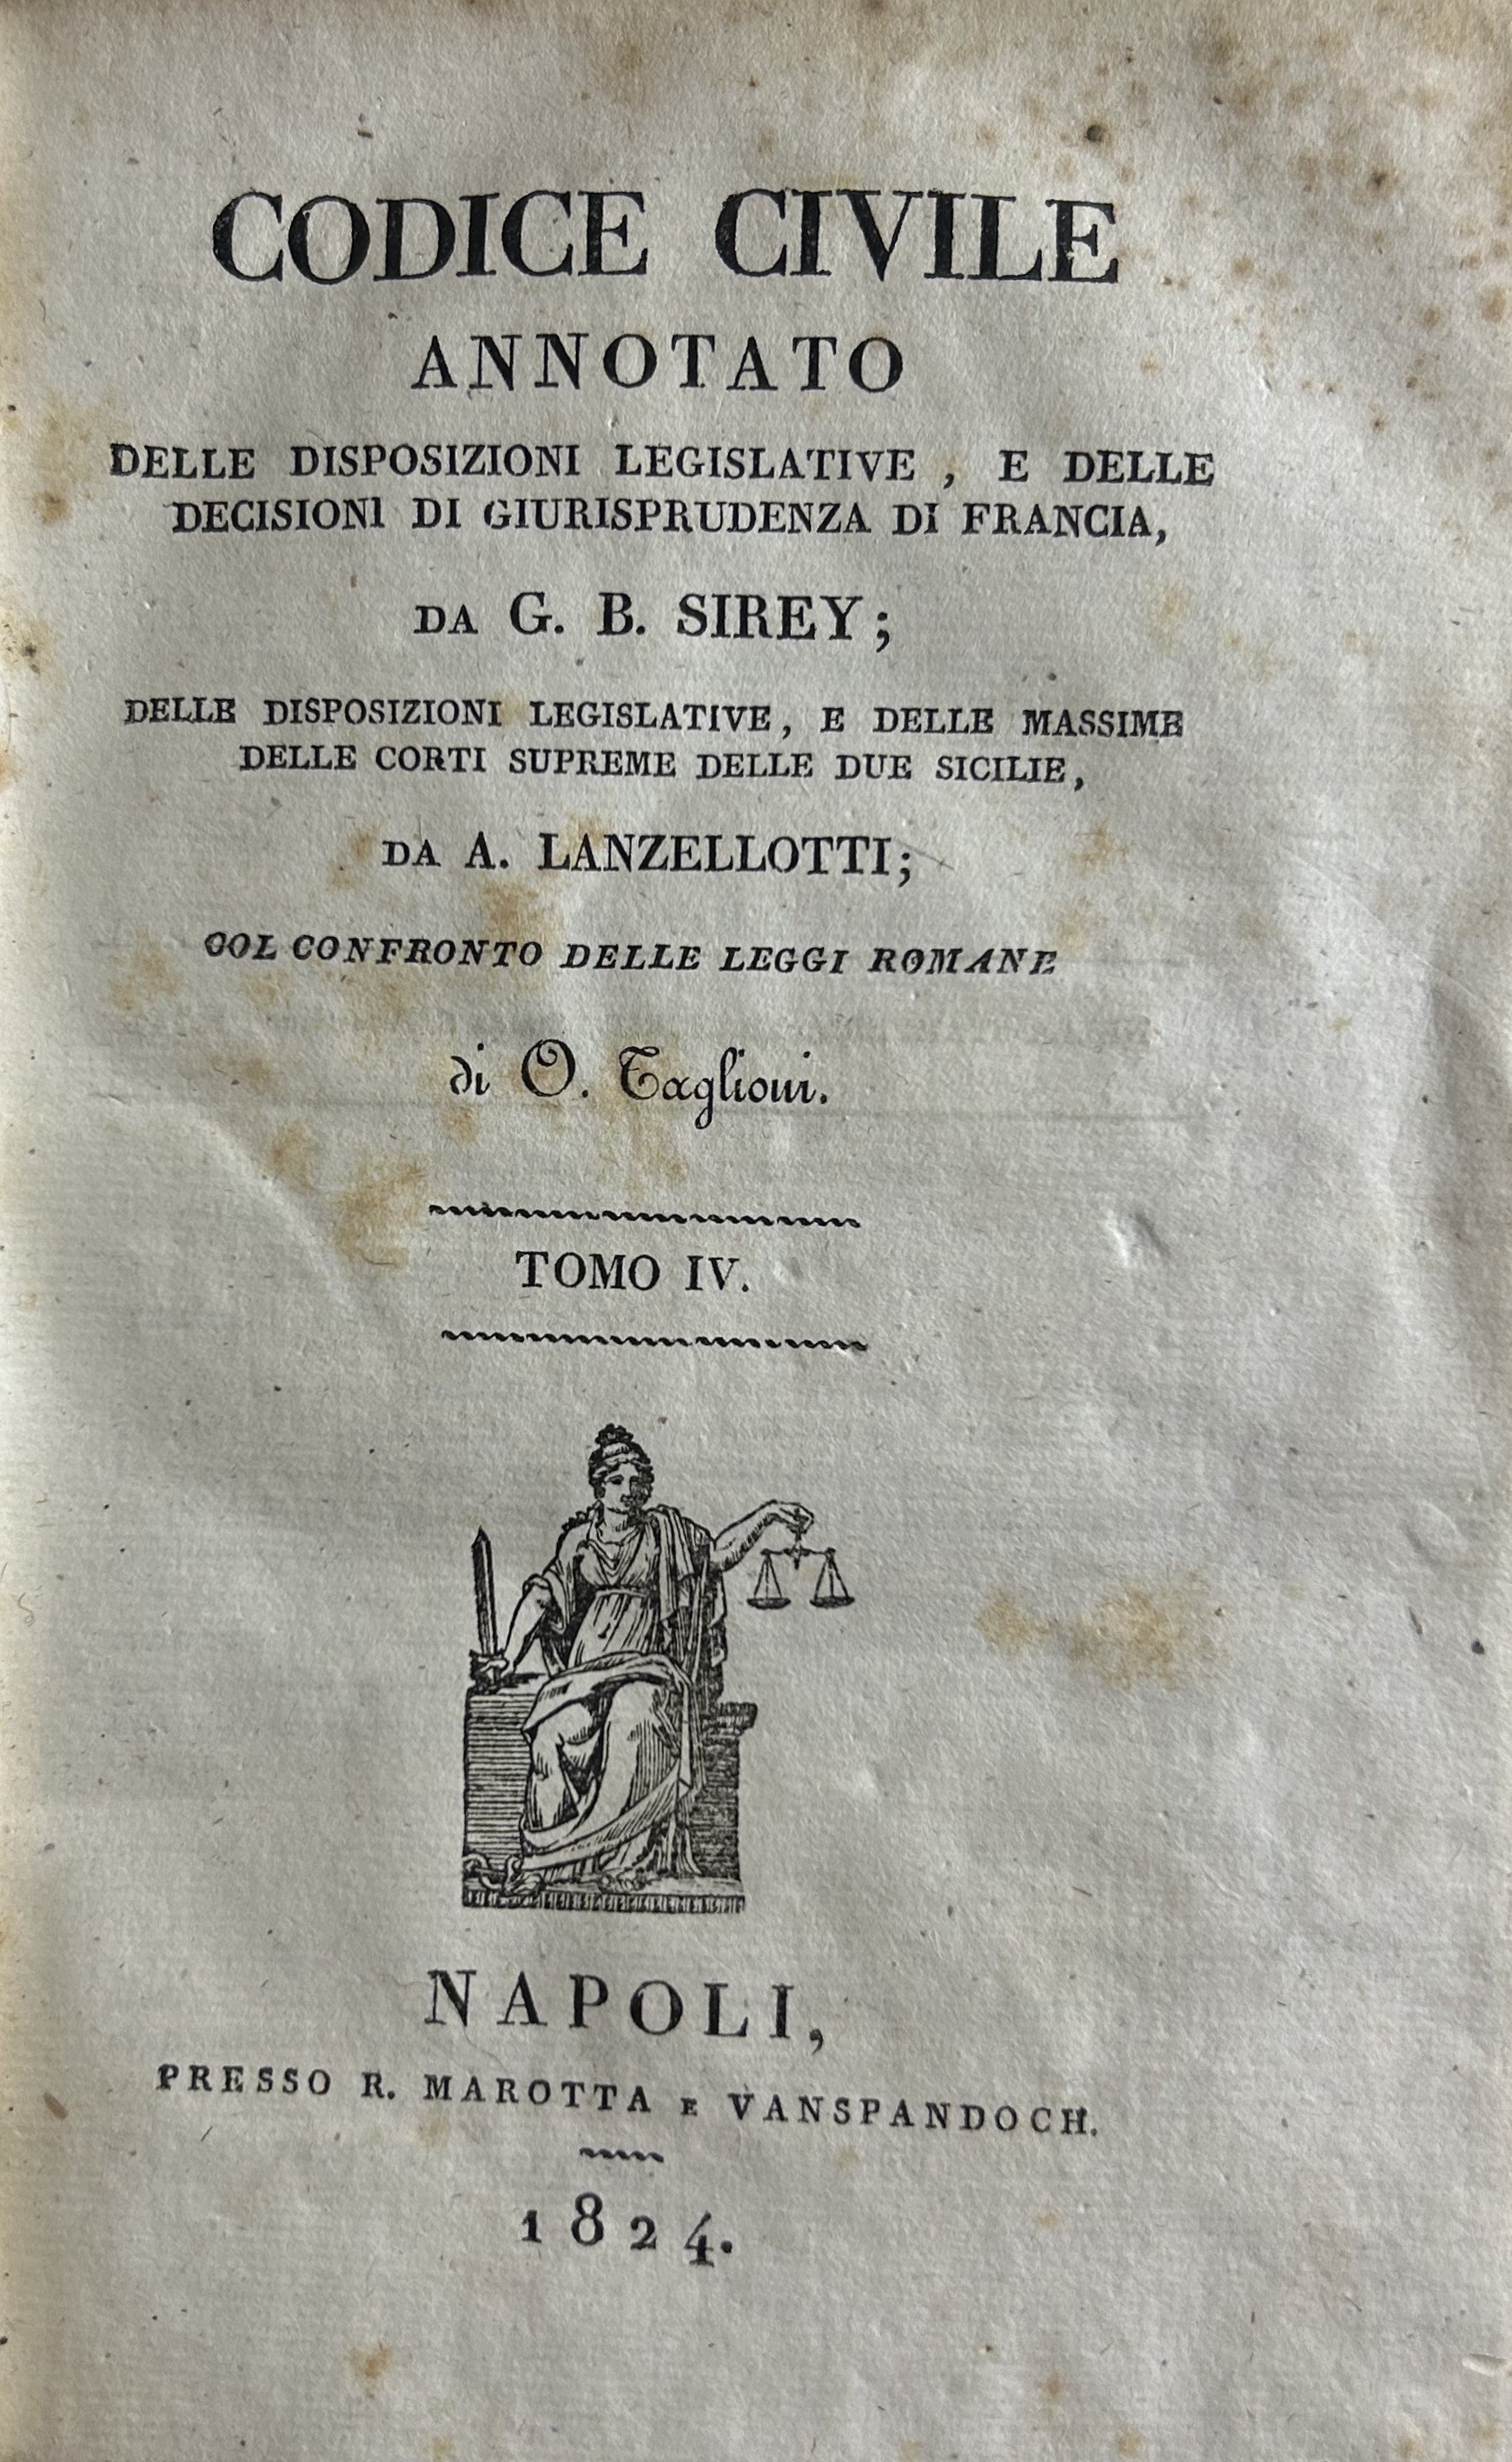 CODICE CIVILE
ANNOTATO
DELLE DISPOSIZIONI LEGISLATIVE , E DELLE
DECISIONI DI GIURISPRUDENZA DI FRANCIA,
DA G. B. SIREY;
DELLE DISPOSIZIONI LEGISLATIVE, E DELLE MASSIME
DELLE CORTI SUPREME DELLE DUE SICILIE,
DA A. LANZELLOTTI;
COL CONFRONTO DELLE LEGGI ROMANE
di O. Taglioni.
TOMO IV.
NAPOLI,
PRESSO R. MAROTTA E VANSPANDOCH.
1824.